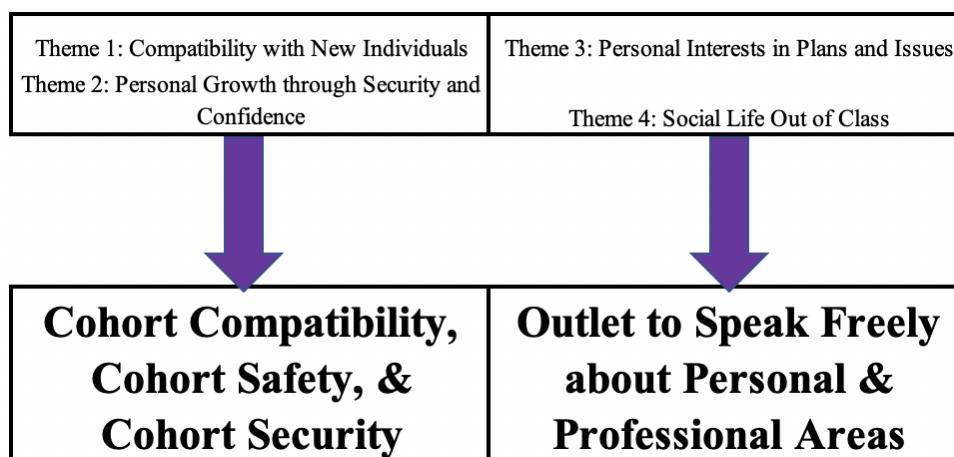 Theme 1: Compatibility with New Individuals
Theme 2: Personal Growth through Security and
Confidence
Theme 3: Personal Interests in Plans and Issues
Theme 4: Social Life Out of Class
Cohort Compatibility,
Cohort Safety, &
Cohort Security
Outlet to Speak Freely
about Personal &
Professional Areas